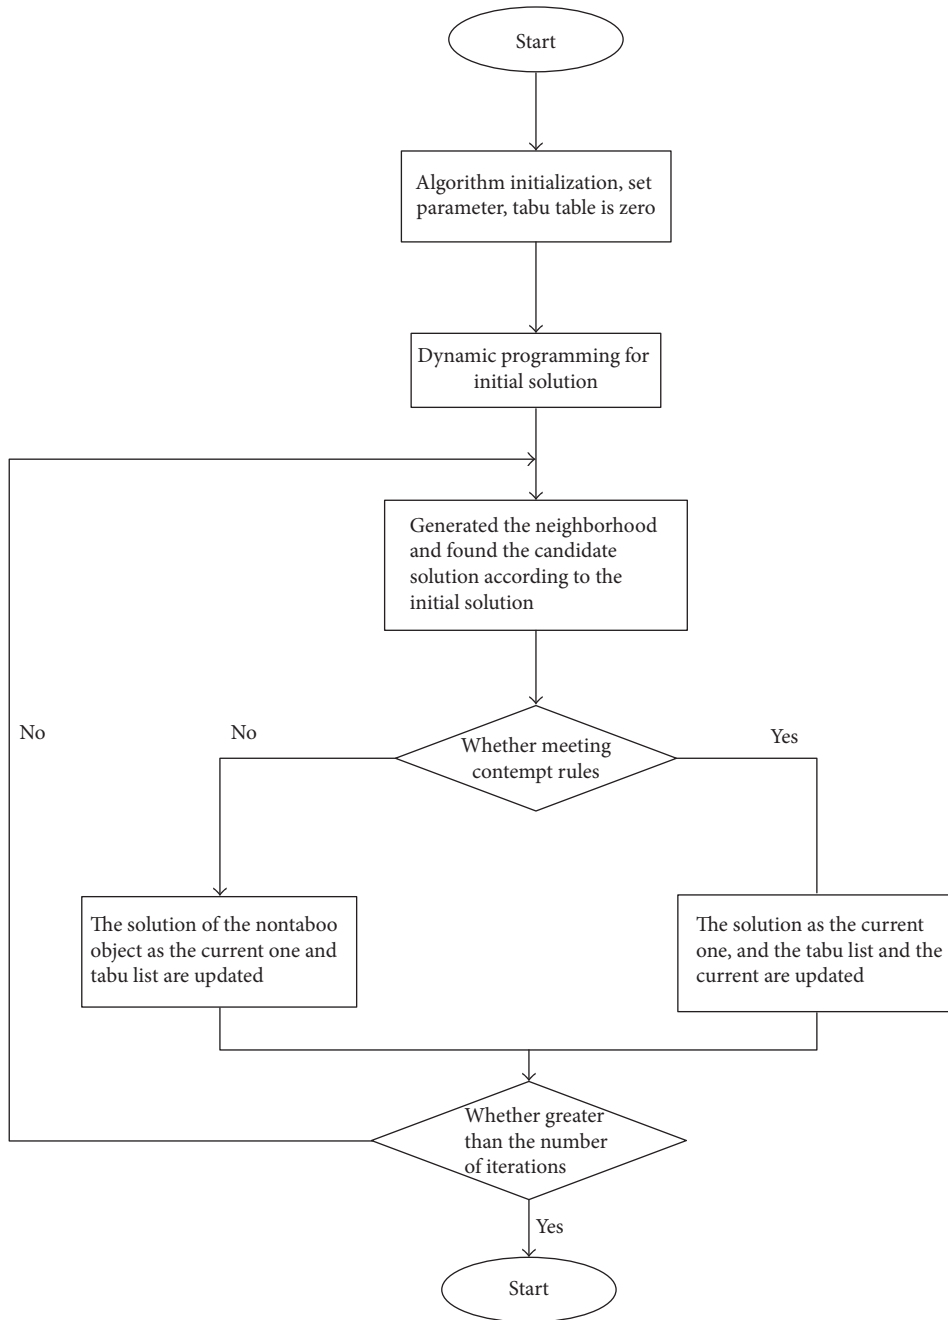 Start
Algorithm initialization, set
parameter, tabu table is zero
Dynamic programming for
initial solution
Generated the neighborhood
and found the candidate
solution according to the
initial solution
No
No
Whether meeting
contempt rules
Yes
The solution of the nontaboo
object as the current one and
tabu list are updated
The solution as the current
one, and the tabu list and the
current are updated
Whether greater
than the number
of iterations
Yes
Start